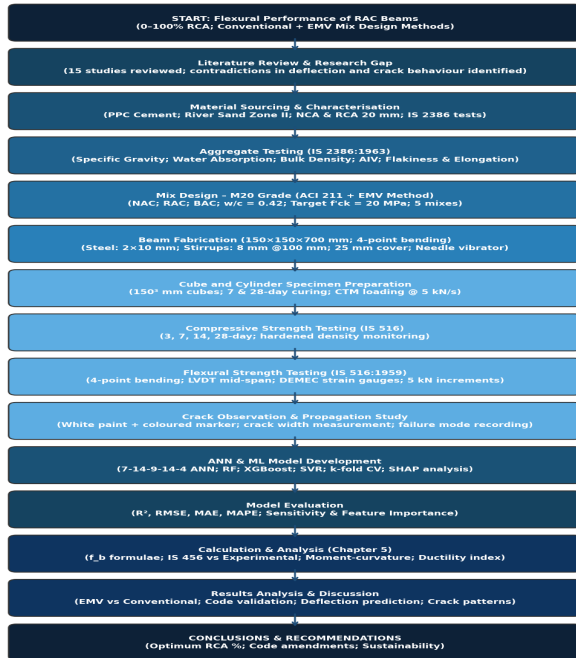 START: Flexural Performance of RAC Beams
(0–100% RCA; Conventional + EMV Mix Design Methods)
Literature Review & Research Gap
(15 studies reviewed; contradictions in deflection and crack behaviour identified)
Material Sourcing & Characterisation
(PPC Cement; River Sand Zone II; NCA & RCA 20 mm; IS 2386 tests)
Aggregate Testing (IS 2386:1963)
(Specific Gravity; Water Absorption; Bulk Density; AIV; Flakiness & Elongation)
Mix Design – M20 Grade (ACI 211 + EMV Method)
(NAC; RAC; BAC; w/c = 0.42; Target f'ck = 20 MPa; 5 mixes)
Beam Fabrication (150×150×700 mm; 4-point bending)
(Steel: 2×10 mm; Stirrups: 8 mm @100 mm; 25 mm cover; Needle vibrator)
Cube and Cylinder Specimen Preparation
(150³ mm cubes; 7 & 28-day curing; CTM loading @ 5 kN/s)
Compressive Strength Testing (IS 516)
(3, 7, 14, 28-day; hardened density monitoring)
Flexural Strength Testing (IS 516:1959)
(4-point bending; LVDT mid-span; DEMEC strain gauges; 5 kN increments)
Crack Observation & Propagation Study
(White paint + coloured marker; crack width measurement; failure mode recording)
ANN & ML Model Development
(7-14-9-14-4 ANN; RF; XGBoost; SVR; k-fold CV; SHAP analysis)
Model Evaluation
(R², RMSE, MAE, MAPE; Sensitivity & Feature Importance)
Calculation & Analysis (Chapter 5)
(f_b formulae; IS 456 vs Experimental; Moment-curvature; Ductility index)
Results Analysis & Discussion
(EMV vs Conventional; Code validation; Deflection prediction; Crack patterns)
CONCLUSIONS & RECOMMENDATIONS
(Optimum RCA %; Code amendments; Sustainability)